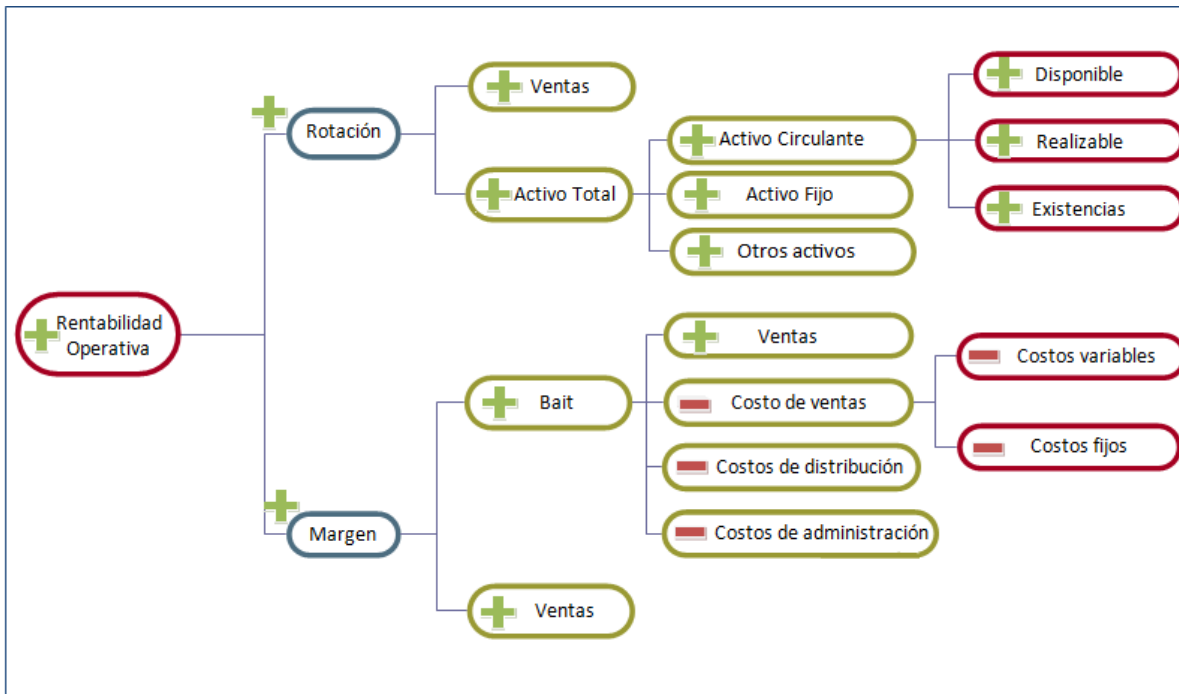 Disponible
Ventas
Rotación
Activo Circulante
Realizable
Activo Total
Activo Fijo
Existencias
Otros activos
Rentabilidad
Operativa
Ventas
Costos variables
Bait
Costo de ventas
Costos fijos
Costos de distribución
Margen
Costos de administración
Ventas